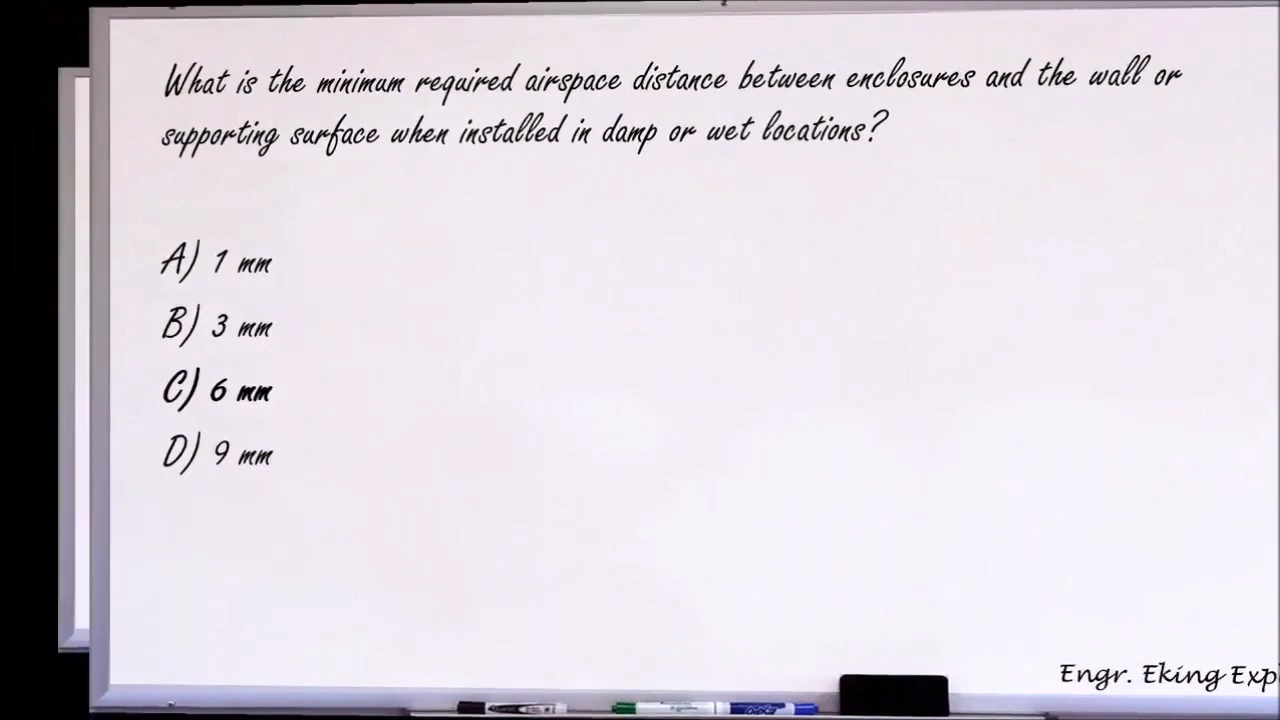 What is the minimum required airspace distance between enclosures and the wall or
supporting surface when installed in damp or wet locations?
A) 1 mm
B) 3 mm
C) 6 mm
D) 9 mm
Engr. Eking Exp